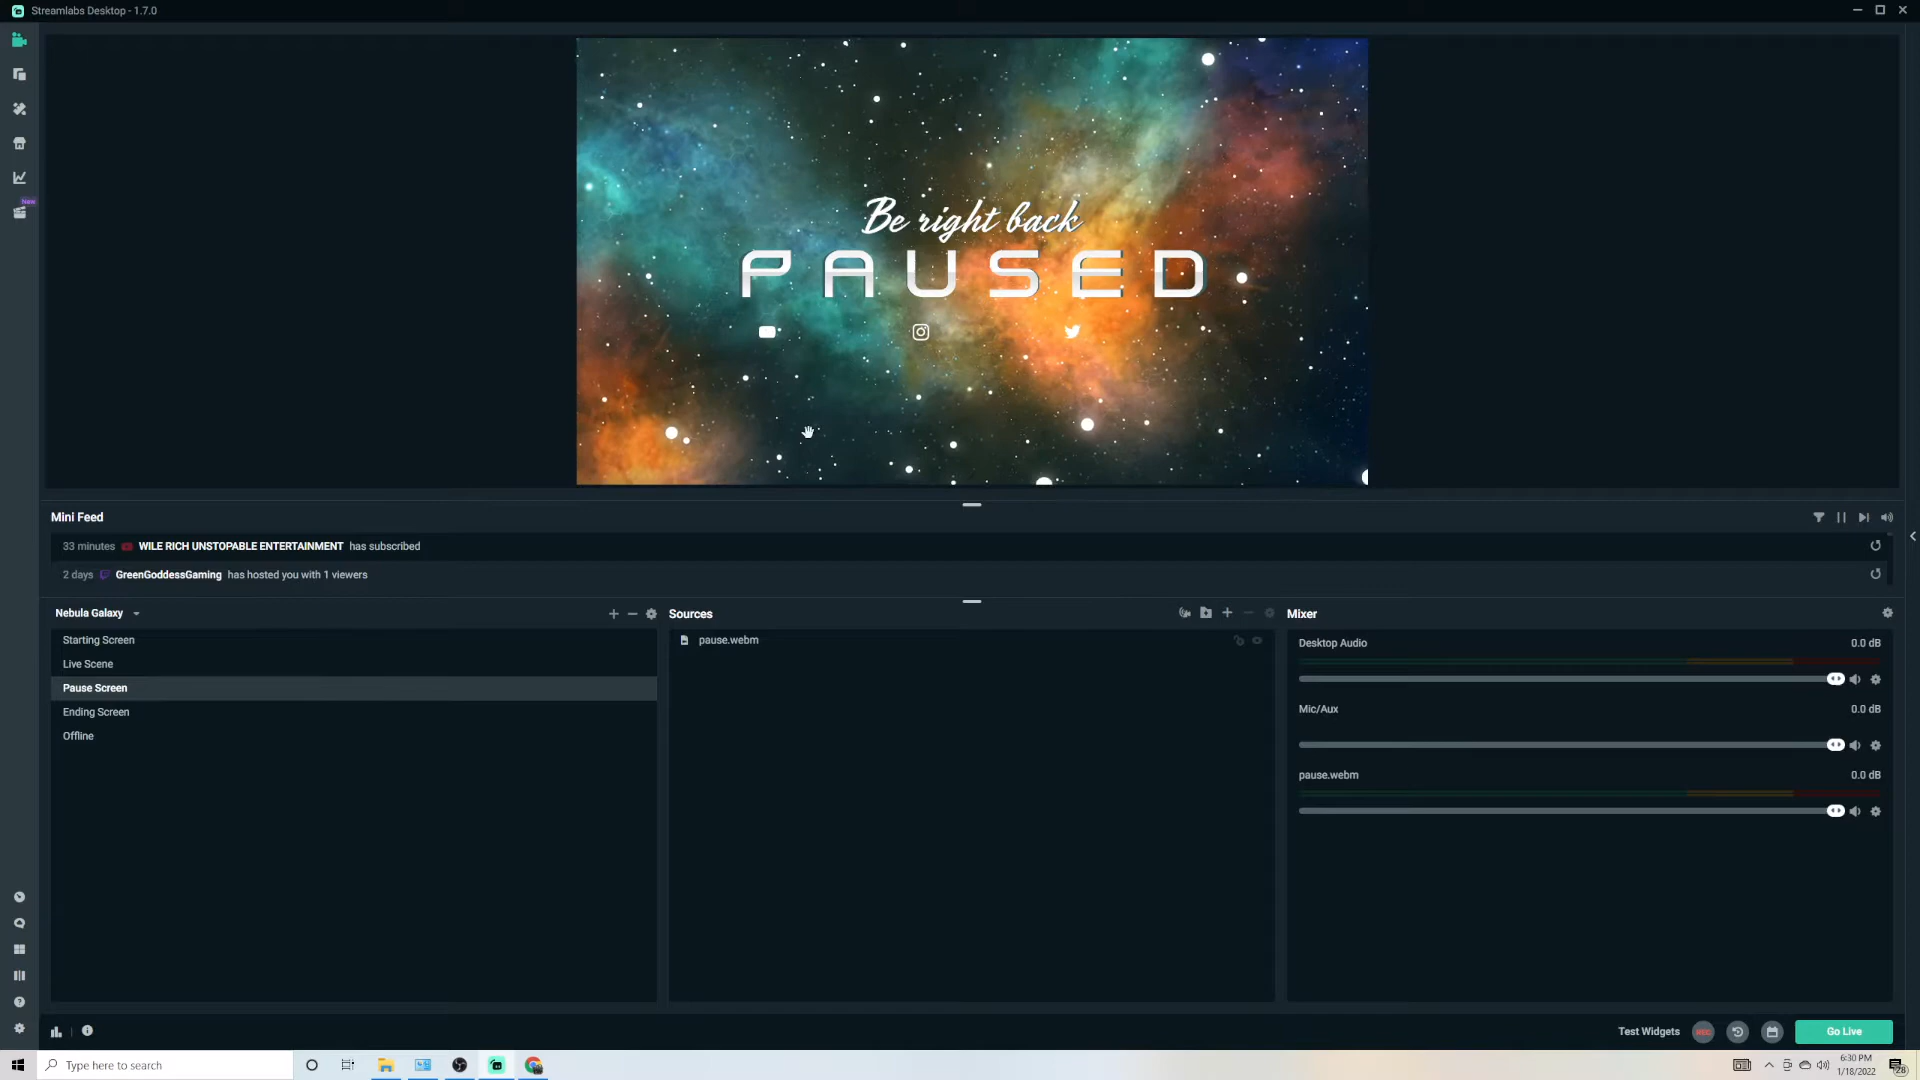 Streamlabs Desktop - 1.7.0
New
Be right back
PAUSED
Mini Feed
33 minutes WILE RICH UNSTOPABLE ENTERTAINMENT has subscribed
2 days GreenGoddessGaming has hosted you with 1 viewers
Nebula Galaxy
Starting Screen
Live Scene
Pause Screen
Ending Screen
Offline
Sources
pause.webm
Mixer
Desktop Audio 0.0 dB
Mic/Aux 0.0 dB
pause.webm 0.0 dB
Test Widgets
REC
Go Live
Type here to search
6:30 PM
1/18/2022
28